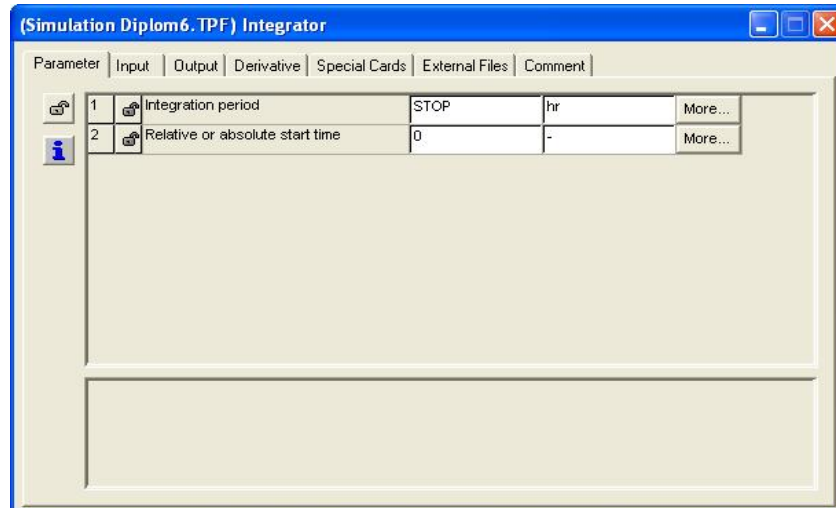 (Simulation Diplom6.TPF) Integrator
Parameter Input Output Derivative Special Cards External Files Comment
1 Integration period STOP hr More...
2 Relative or absolute start time 0 - More...